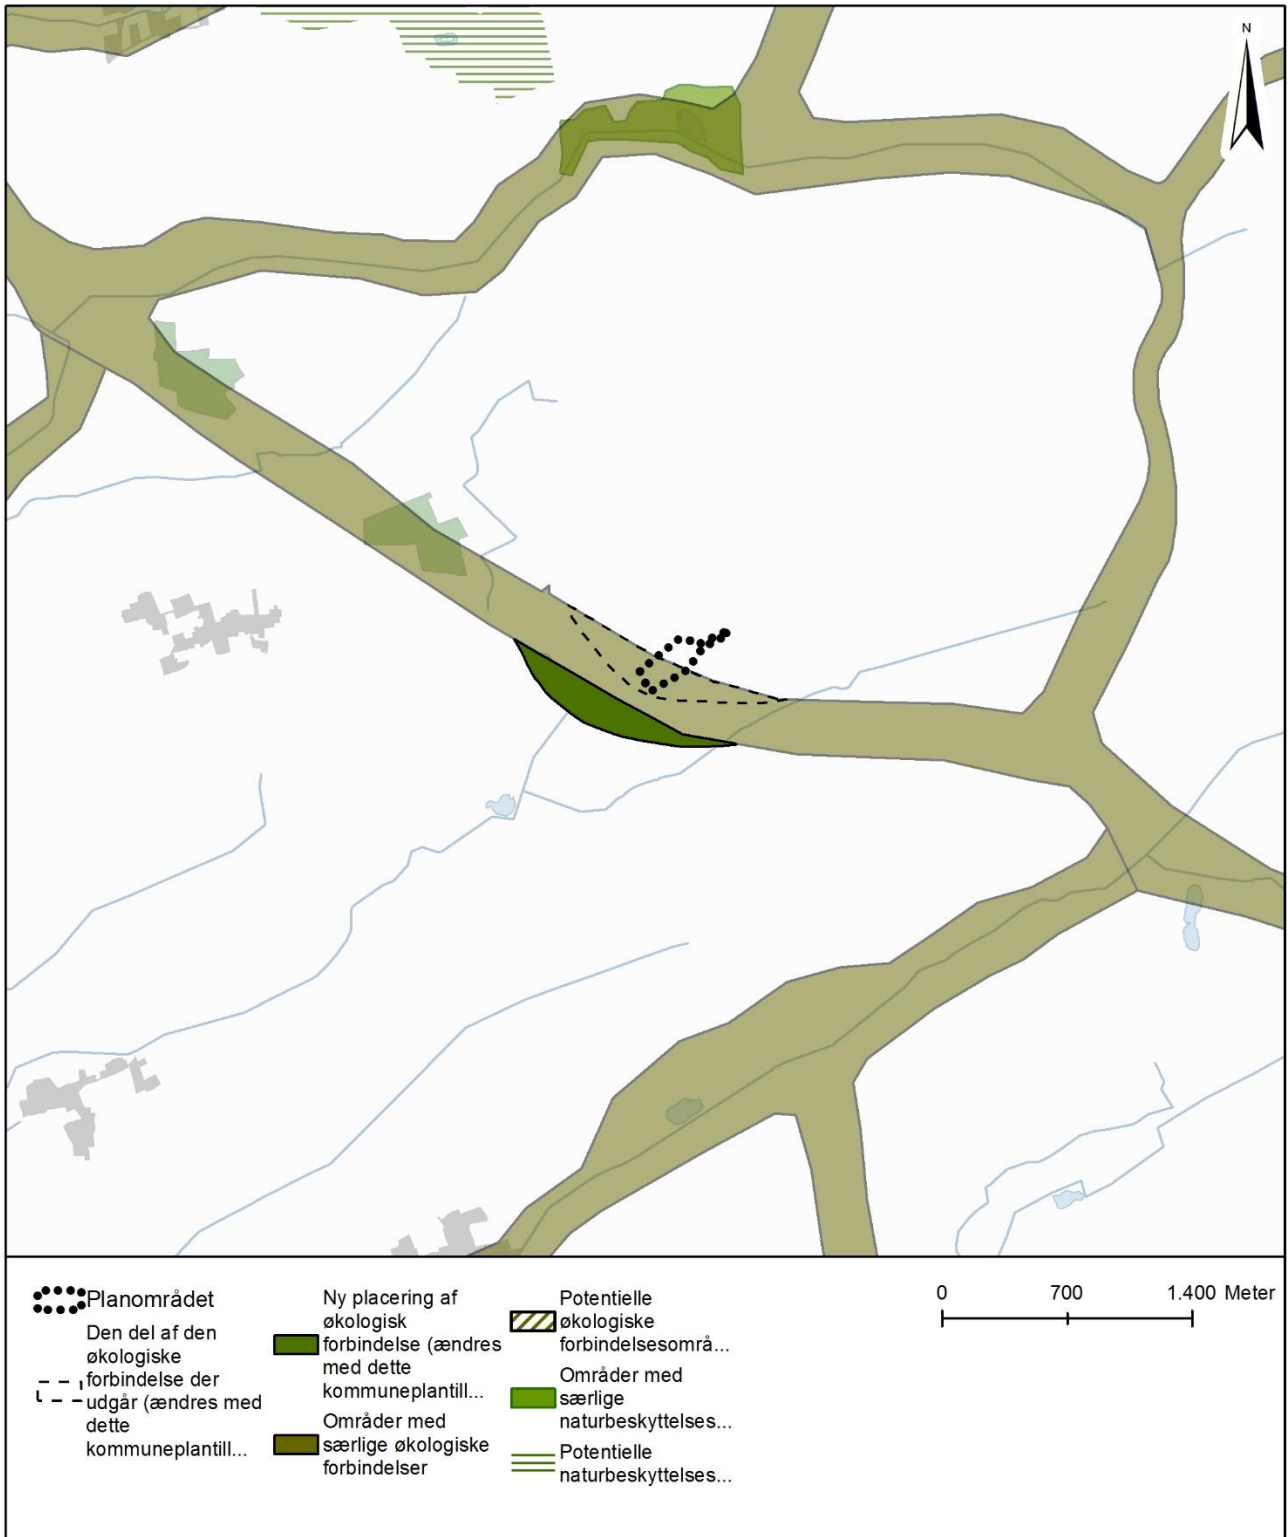 N
Planområdet
Den del af den
økologiske
forbindelse der
udgår (ændres med
dette
kommuneplantill...
Ny placering af
økologisk
forbindelse (ændres
med dette
kommuneplantill...
Områder med
særlige økologiske
forbindelser
Potentielle
økologiske
forbindelsesområ...
Områder med
særlige
naturbeskyttelses...
Potentielle
naturbeskyttelses...
0 700 1.400 Meter